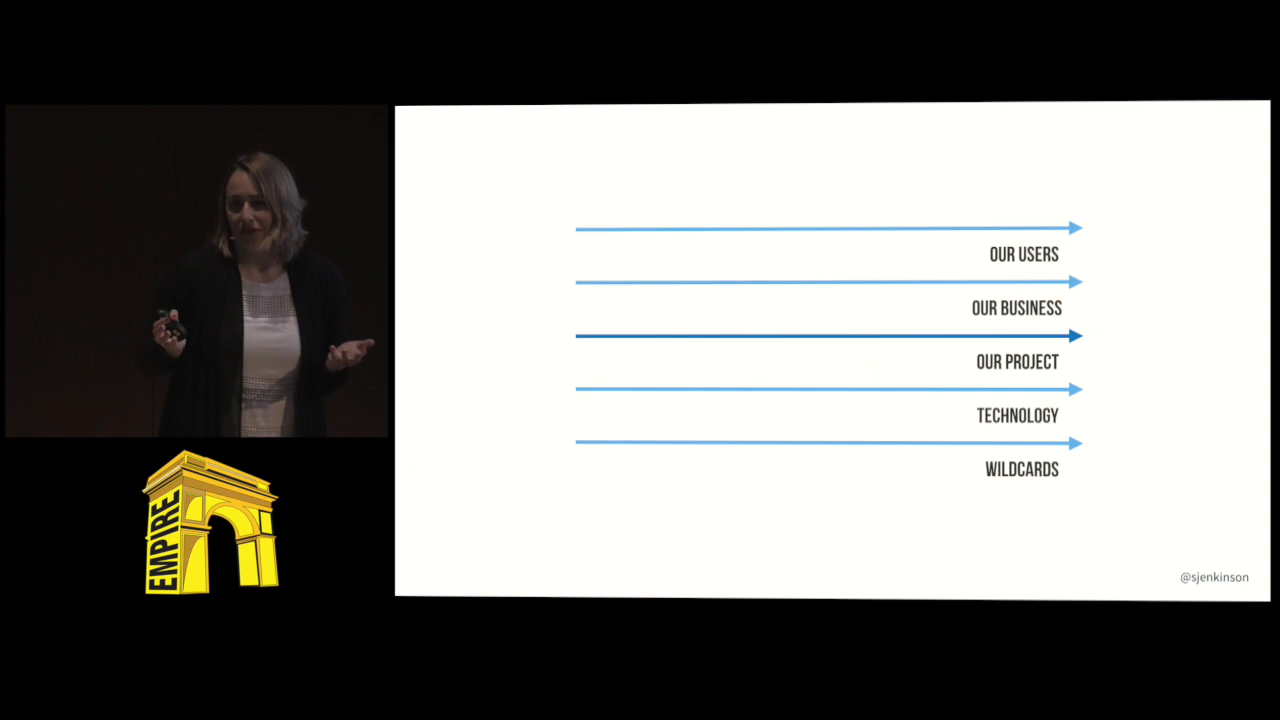 OUR USERS
OUR BUSINESS
OUR PROJECT
TECHNOLOGY
WILDCARDS
@sjenkinson
EMPIRE